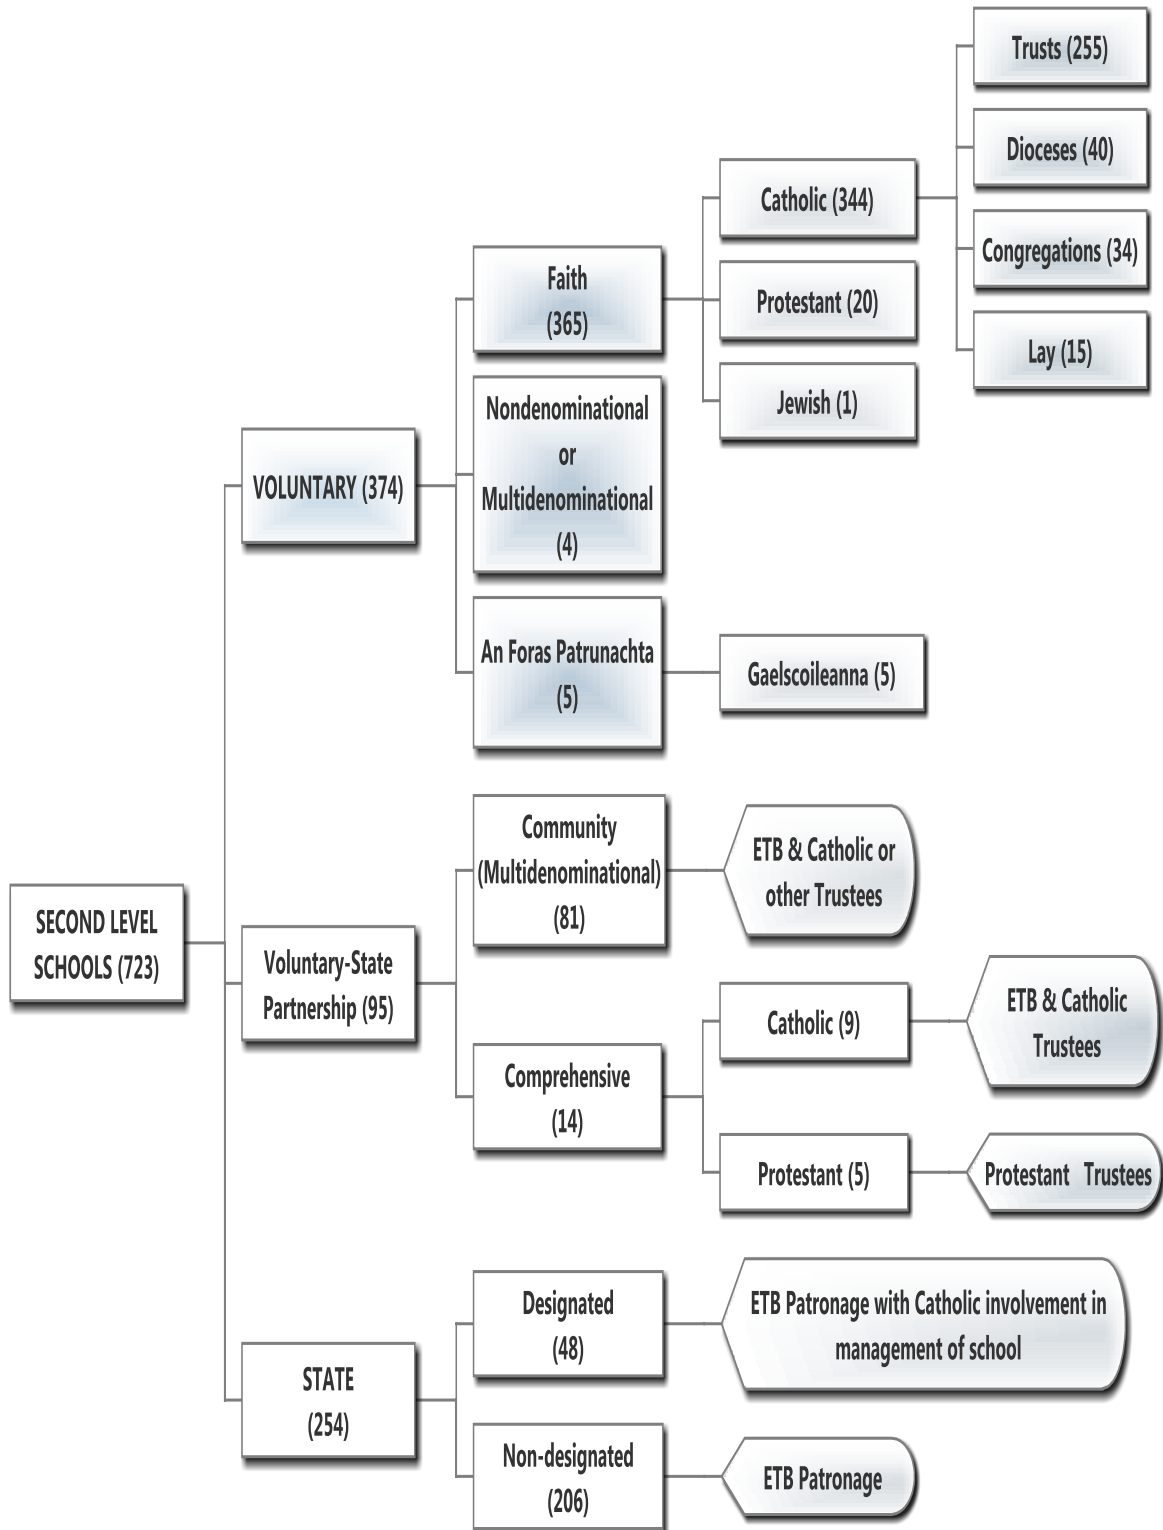 Trusts (255)
Dioceses (40)
Catholic (344)
Congregations (34)
Faith
(365)
Protestant (20)
Lay (15)
Jewish (1)
Nondenominational
or
Multidenominational
(4)
VOLUNTARY (374)
An Foras Patrunachta
(5)
Gaelscoileanna (5)
Community
(Multidenominational)
(81)
ETB & Catholic or
other Trustees
SECOND LEVEL
SCHOOLS (723)
Voluntary-State
Partnership (95)
Catholic (9)
ETB & Catholic
Trustees
Comprehensive
(14)
Protestant (5)
Protestant Trustees
Designated
(48)
ETB Patronage with Catholic involvement in
management of school
STATE
(254)
Non-designated
(206)
ETB Patronage